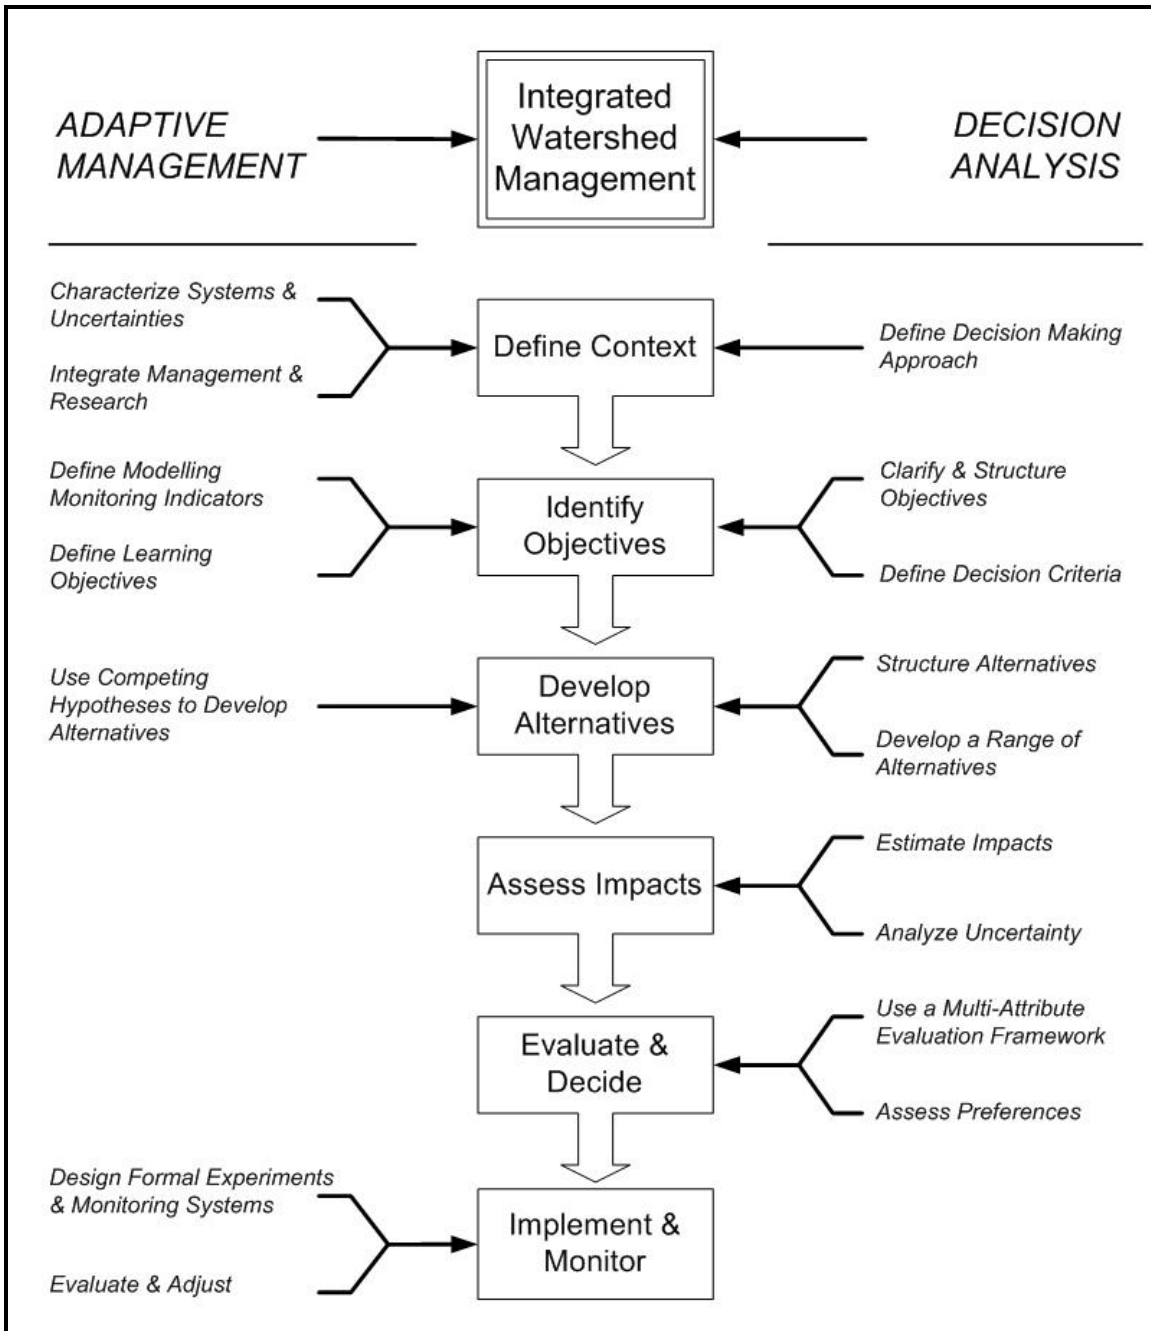 ADAPTIVE
MANAGEMENT
Integrated
Watershed
Management
DECISION
ANALYSIS
Characterize Systems &
Uncertainties
Integrate Management &
Research
Define Context
Define Decision Making
Approach
Define Modelling
Monitoring Indicators
Define Learning
Objectives
Identify
Objectives
Clarify & Structure
Objectives
Define Decision Criteria
Use Competing
Hypotheses to Develop
Alternatives
Develop
Alternatives
Structure Alternatives
Develop a Range of
Alternatives
Assess Impacts
Estimate Impacts
Analyze Uncertainty
Evaluate &
Decide
Use a Multi-Attribute
Evaluation Framework
Assess Preferences
Design Formal Experiments
& Monitoring Systems
Evaluate & Adjust
Implement &
Monitor